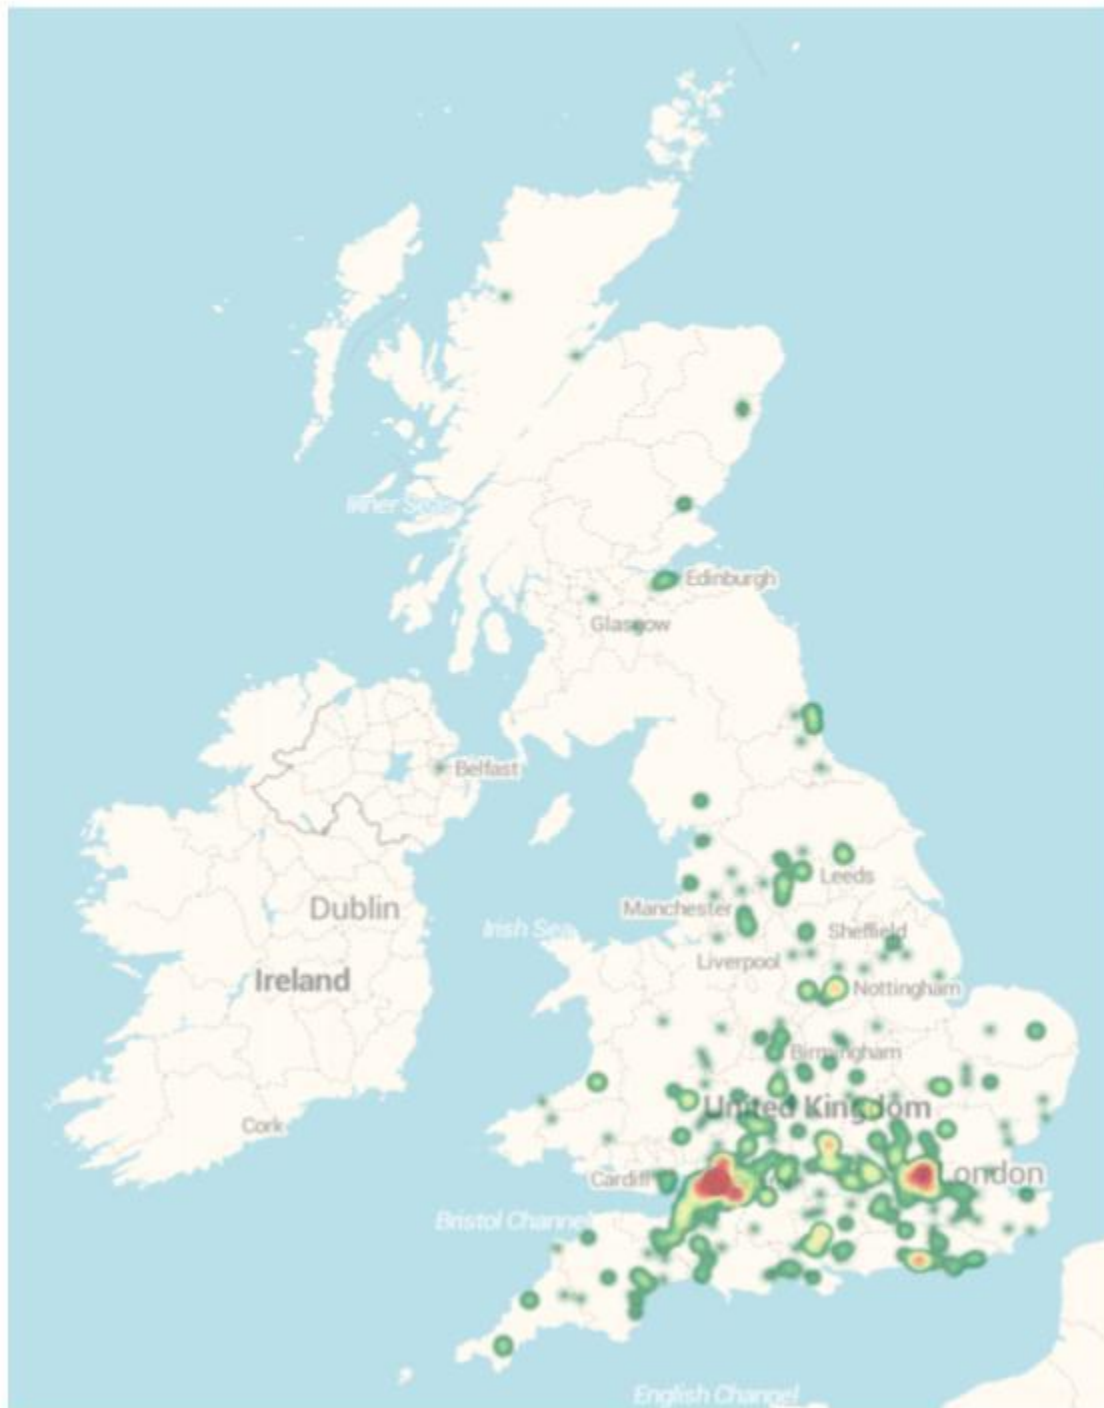 Inner Seas
Edinburgh
Glasgow
Belfast
Leeds
Dublin
Manchester
Irish Sea
Sheffield
Liverpool
Ireland
Nottingham
Birmingham
United Kingdom
Cork
Cardiff
London
Bristol Channel
English Channel